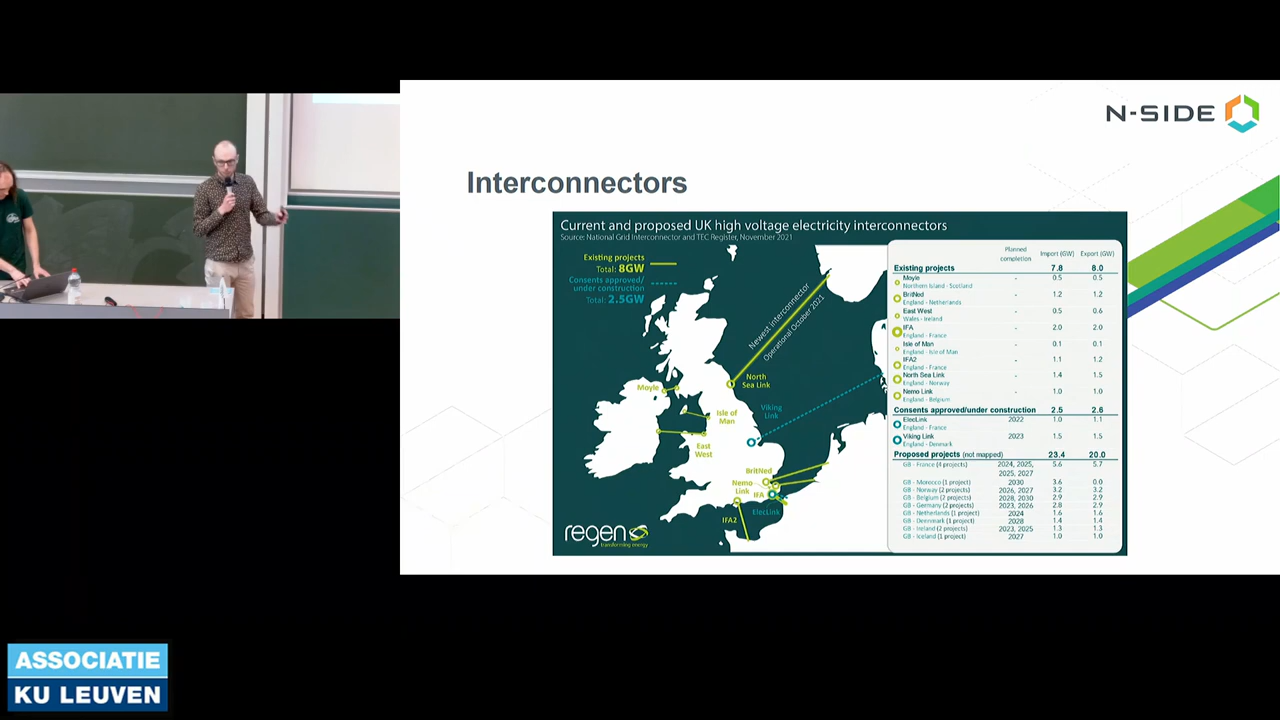 N-SIDE
Interconnectors
Current and proposed UK high voltage electricity interconnectors
Source: National Grid Interconnector and TEC Register, November 2021
Existing projects
Total: 8GW
Consents approved/
under construction
Total: 2.5GW
Newest interconnector
Operational October 2021
North
Sea Link
Moyle
Isle of
Man
Viking
Link
East
West
BritNed
Nemo
Link
IFA
ElecLink
IFA2
regen
transforming energy
Planned
completion
Import (GW)
Export (GW)
Existing projects 7.8 8.0
Moyle - 0.5 0.5
Northern Island - Scotland
BritNed - 1.2 1.2
England - Netherlands
East West - 0.5 0.6
Wales - Ireland
IFA - 2.0 2.0
England - France
Isle of Man - 0.1 0.1
England - Isle of Man
IFA2 - 1.1 1.2
England - France
North Sea Link - 1.4 1.5
England - Norway
Nemo Link - 1.0 1.0
England - Belgium
Consents approved/under construction 2.5 2.6
ElecLink 2022 1.0 1.1
England - France
Viking Link 2023 1.5 1.5
England - Denmark
Proposed projects (not mapped) 23.4 20.0
GB - France (4 projects) 2024, 2025, 5.6 5.7
2025, 2027
GB - Morocco (1 project) 2030 3.6 0.0
GB - Norway (2 projects) 2026, 2027 3.2 3.2
GB - Belgium (2 projects) 2028, 2030 2.9 2.9
GB - Germany (2 projects) 2023, 2026 2.8 2.9
GB - Netherlands (1 project) 2024 1.6 1.6
GB - Denmark (1 project) 2028 1.4 1.4
GB - Ireland (2 projects) 2023, 2025 1.3 1.3
GB - Iceland (1 project) 2027 1.0 1.0
ASSOCIATIE
KU LEUVEN